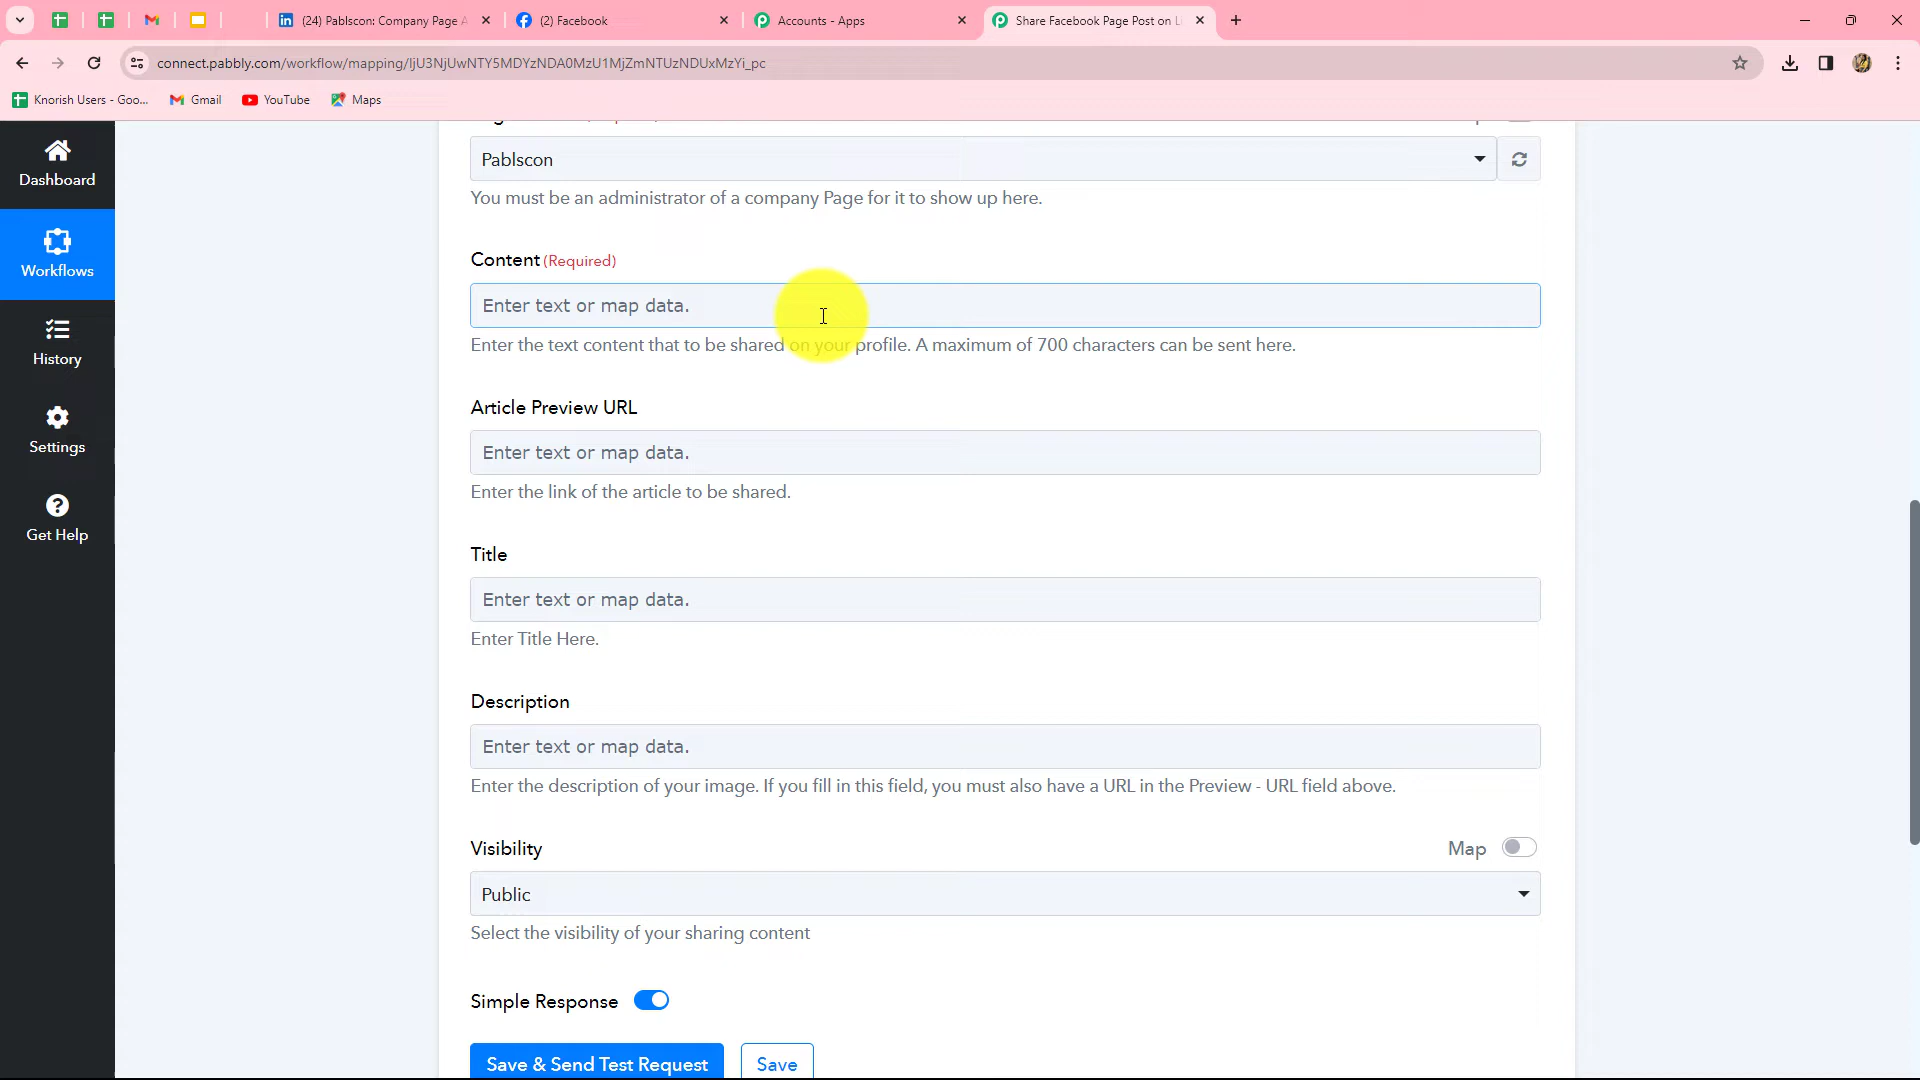 (24) Pablscon: Company Page A
(2) Facebook
Accounts - Apps
Share Facebook Page Post on Li
connect.pabbly.com/workflow/mapping/IjU3NjUwNTY5MDYzNDA0MzU1MjZmNTUzNDUxMzYi_pc
Knorish Users - Goo...
Gmail
YouTube
Maps
Dashboard
Workflows
History
Settings
Get Help
Pablscon
You must be an administrator of a company Page for it to show up here.
Content (Required)
Enter text or map data.
Enter the text content that to be shared on your profile. A maximum of 700 characters can be sent here.
Article Preview URL
Enter text or map data.
Enter the link of the article to be shared.
Title
Enter text or map data.
Enter Title Here.
Description
Enter text or map data.
Enter the description of your image. If you fill in this field, you must also have a URL in the Preview - URL field above.
Visibility
Map
Public
Select the visibility of your sharing content
Simple Response
Save & Send Test Request
Save